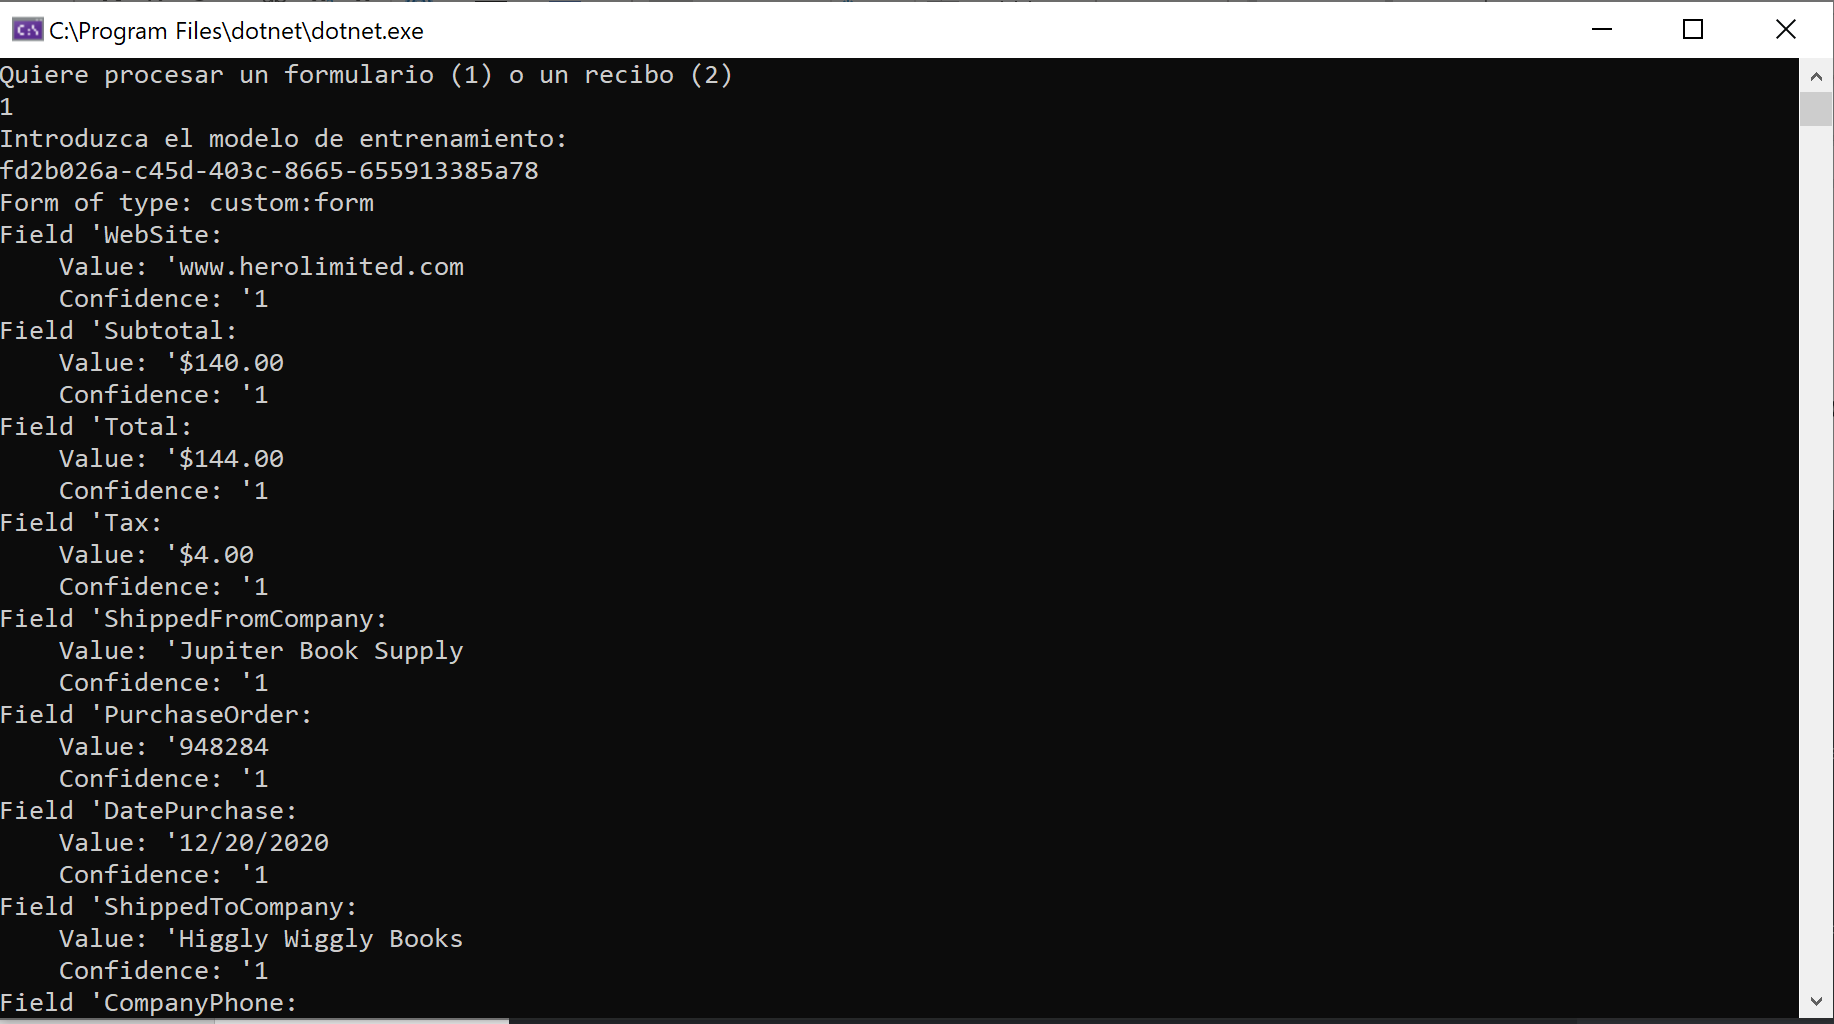 C:\Program Files\dotnet\dotnet.exe
Quiere procesar un formulario (1) o un recibo (2)
1
Introduzca el modelo de entrenamiento:
fd2b026a-c45d-403c-8665-655913385a78
Form of type: custom:form
Field 'WebSite:
    Value: 'www.herolimited.com
    Confidence: '1
Field 'Subtotal:
    Value: '$140.00
    Confidence: '1
Field 'Total:
    Value: '$144.00
    Confidence: '1
Field 'Tax:
    Value: '$4.00
    Confidence: '1
Field 'ShippedFromCompany:
    Value: 'Jupiter Book Supply
    Confidence: '1
Field 'PurchaseOrder:
    Value: '948284
    Confidence: '1
Field 'DatePurchase:
    Value: '12/20/2020
    Confidence: '1
Field 'ShippedToCompany:
    Value: 'Higgly Wiggly Books
    Confidence: '1
Field 'CompanyPhone: